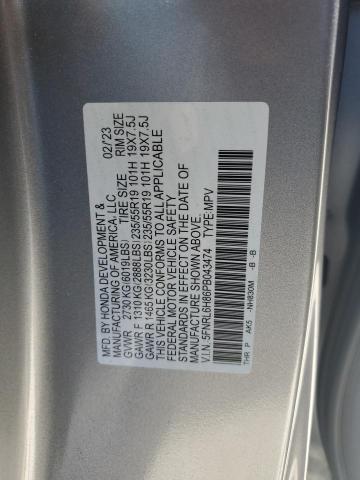 MFD. BY HONDA DEVELOPMENT & 02/23
MANUFACTURING OF AMERICA, LLC
TIRE SIZE RIM SIZE
GVWR 2730 KG(6019LBS)
GAWR F 1310 KG(2888LBS)235/55R19 101H 19X7.5J
GAWR R 1465 KG(3230LBS)235/55R19 101H 19X7.5J
THIS VEHICLE CONFORMS TO ALL APPLICABLE
FEDERAL MOTOR VEHICLE SAFETY
STANDARDS IN EFFECT ON THE DATE OF
MANUFACTURE SHOWN ABOVE.
V.I.N. 5FNRL6H86PB043474 TYPE:MPV
THR P AK5 -NH830M -B -B